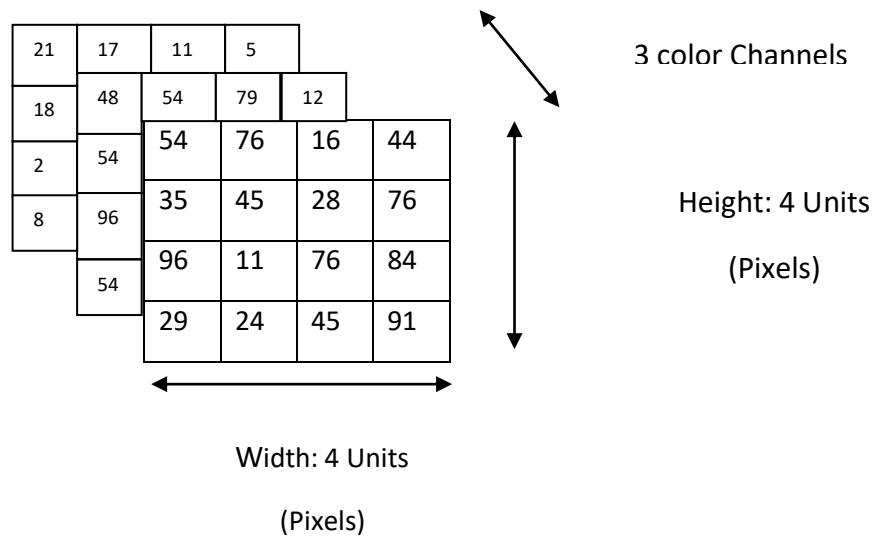 21 17 11 5
3 color Channels
18 48 54 79 12
54 76 16 44
2 54
35 45 28 76
Height: 4 Units
8 96
96 11 76 84
(Pixels)
54
29 24 45 91
Width: 4 Units
(Pixels)